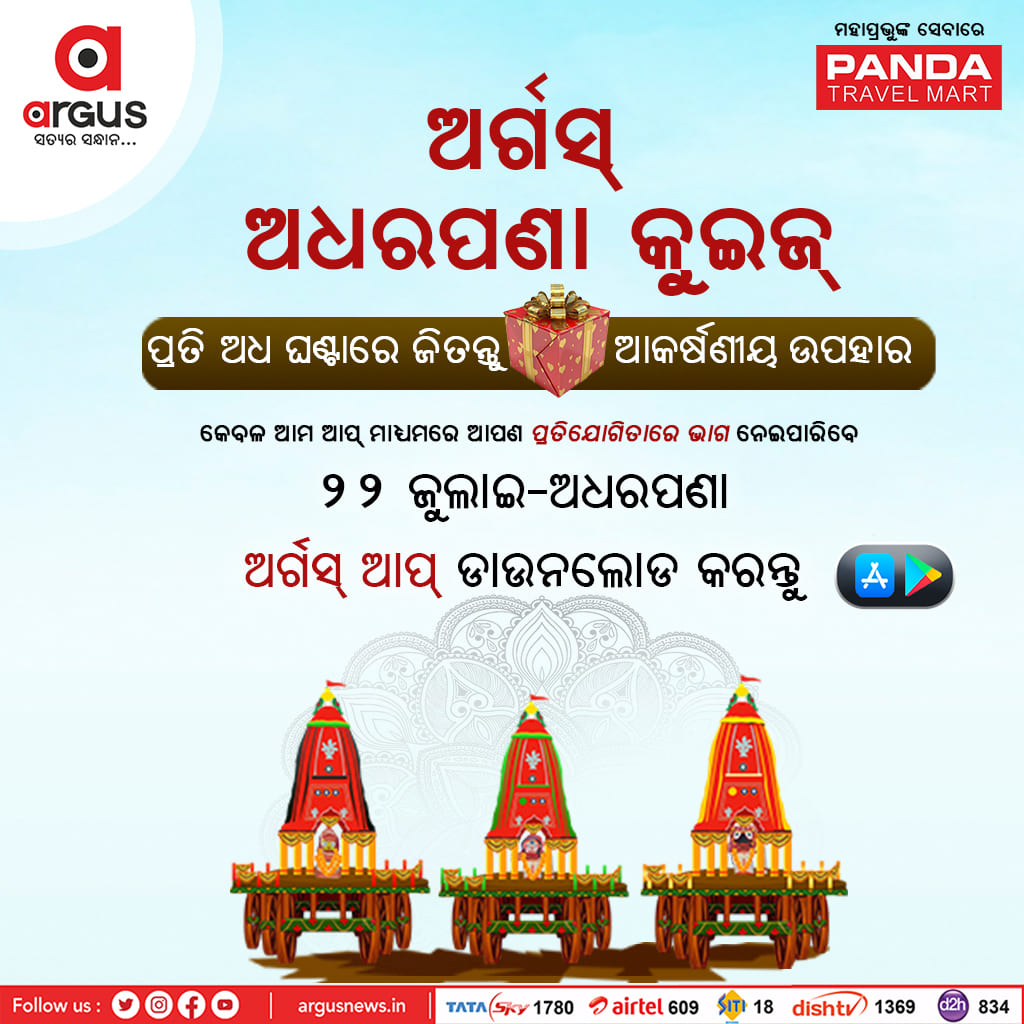 argus
ସତ୍ୟର ସନ୍ଧାନ...
ମହାପ୍ରଭୁଙ୍କ ସେବାରେ
PANDA
TRAVEL MART
ଅର୍ଗସ୍
ଅଧରପଣା କୁଇଜ୍
ପ୍ରତି ଅଧ ଘଣ୍ଟାରେ ଜିତନ୍ତୁ ଆକର୍ଷଣୀୟ ଉପହାର
କେବଳ ଆମ ଆପ୍ ମାଧ୍ୟମରେ ଆପଣ ପ୍ରତିଯୋଗିତାରେ ଭାଗ ନେଇପାରିବେ
୨୨ ଜୁଲାଇ-ଅଧରପଣା
ଅର୍ଗସ୍ ଆପ୍ ଡାଉନଲୋଡ କରନ୍ତୁ
Follow us : argusnews.in TATA sky 1780 airtel 609 SITI 18 dishtv 1369 d2h 834